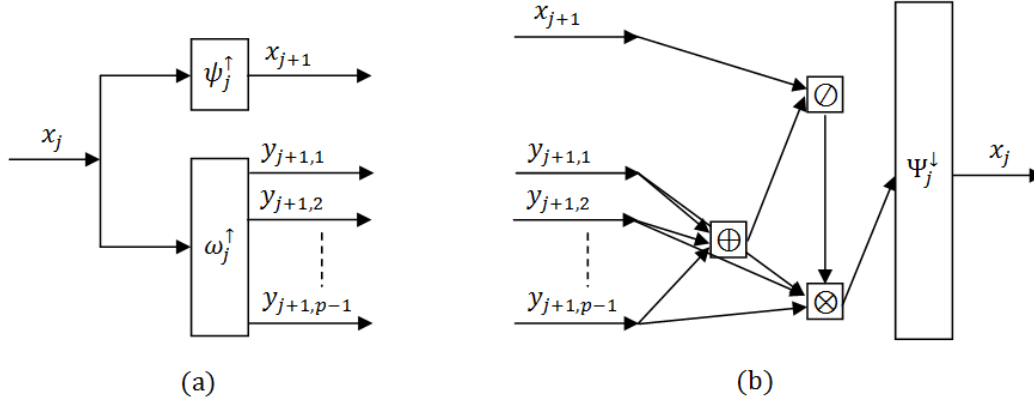 x_{j+1}
ψ_j^↑
x_{j+1}
x_j
y_{j+1,1}
y_{j+1,2}
ω_j^↑
y_{j+1,p−1}
(a)
⊘
y_{j+1,1}
y_{j+1,2}
⊕
y_{j+1,p−1}
⊗
Ψ_j^↓
x_j
(b)